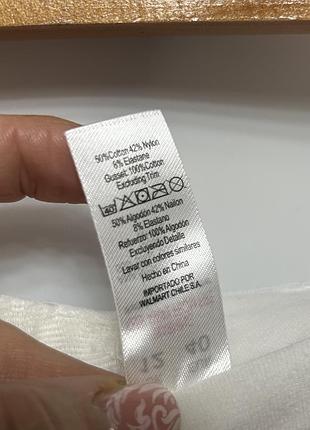 50%Cotton 42% Nylon
8% Elastane
Gusset: 100%Cotton
Excluding Trim
40
50% Algodón 42% Nailon
8% Elastano
Refuerzo: 100% Algodón
Excluyendo Detalle
Lavar con colores similares
Hecho en China
IMPORTADO POR
WALMART CHILE S.A.